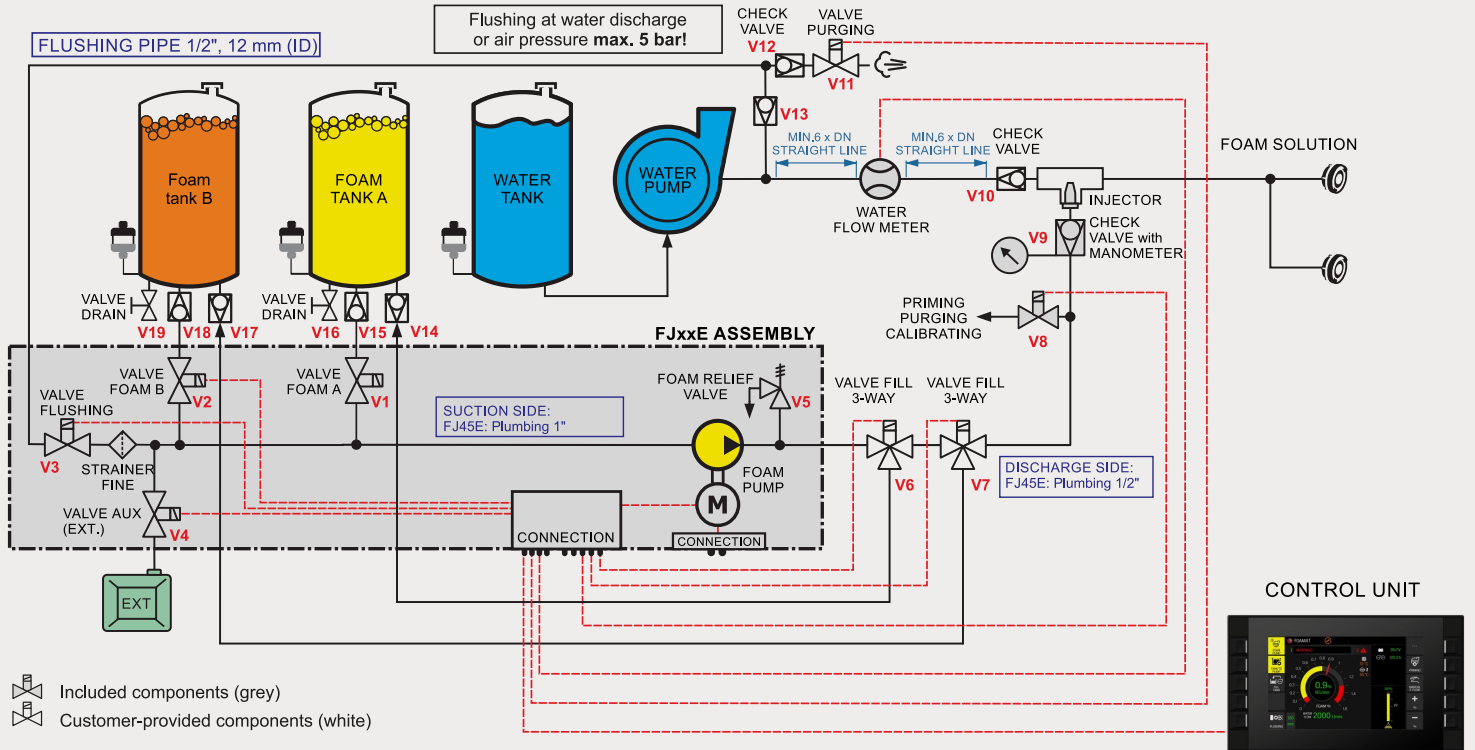 FLUSHING PIPE 1/2", 12 mm (ID)
Flushing at water discharge
or air pressure max. 5 bar!
CHECK
VALVE
V12
VALVE
PURGING
V11
V13
Foam
tank B
FOAM
TANK A
WATER
TANK
WATER
PUMP
MIN,6 x DN
STRAIGHT LINE
MIN,6 x DN
STRAIGHT LINE
WATER
FLOW METER
CHECK
VALVE
V10
FOAM SOLUTION
INJECTOR
V9
CHECK
VALVE with
MANOMETER
PRIMING
PURGING
CALIBRATING
V8
VALVE
DRAIN
V19
V18
V17
VALVE
DRAIN
V16
V15
V14
FJxxE ASSEMBLY
VALVE
FOAM B
V2
VALVE
FOAM A
V1
VALVE
FLUSHING
V3
STRAINER
FINE
SUCTION SIDE:
FJ45E: Plumbing 1"
FOAM RELIEF
VALVE
V5
FOAM
PUMP
M
VALVE FILL
3-WAY
V6
VALVE FILL
3-WAY
V7
DISCHARGE SIDE:
FJ45E: Plumbing 1/2"
VALVE AUX
(EXT.)
V4
CONNECTION
CONNECTION
EXT
CONTROL UNIT
FOAMSET
0.9
FOAM %
2000
Included components (grey)
Customer-provided components (white)